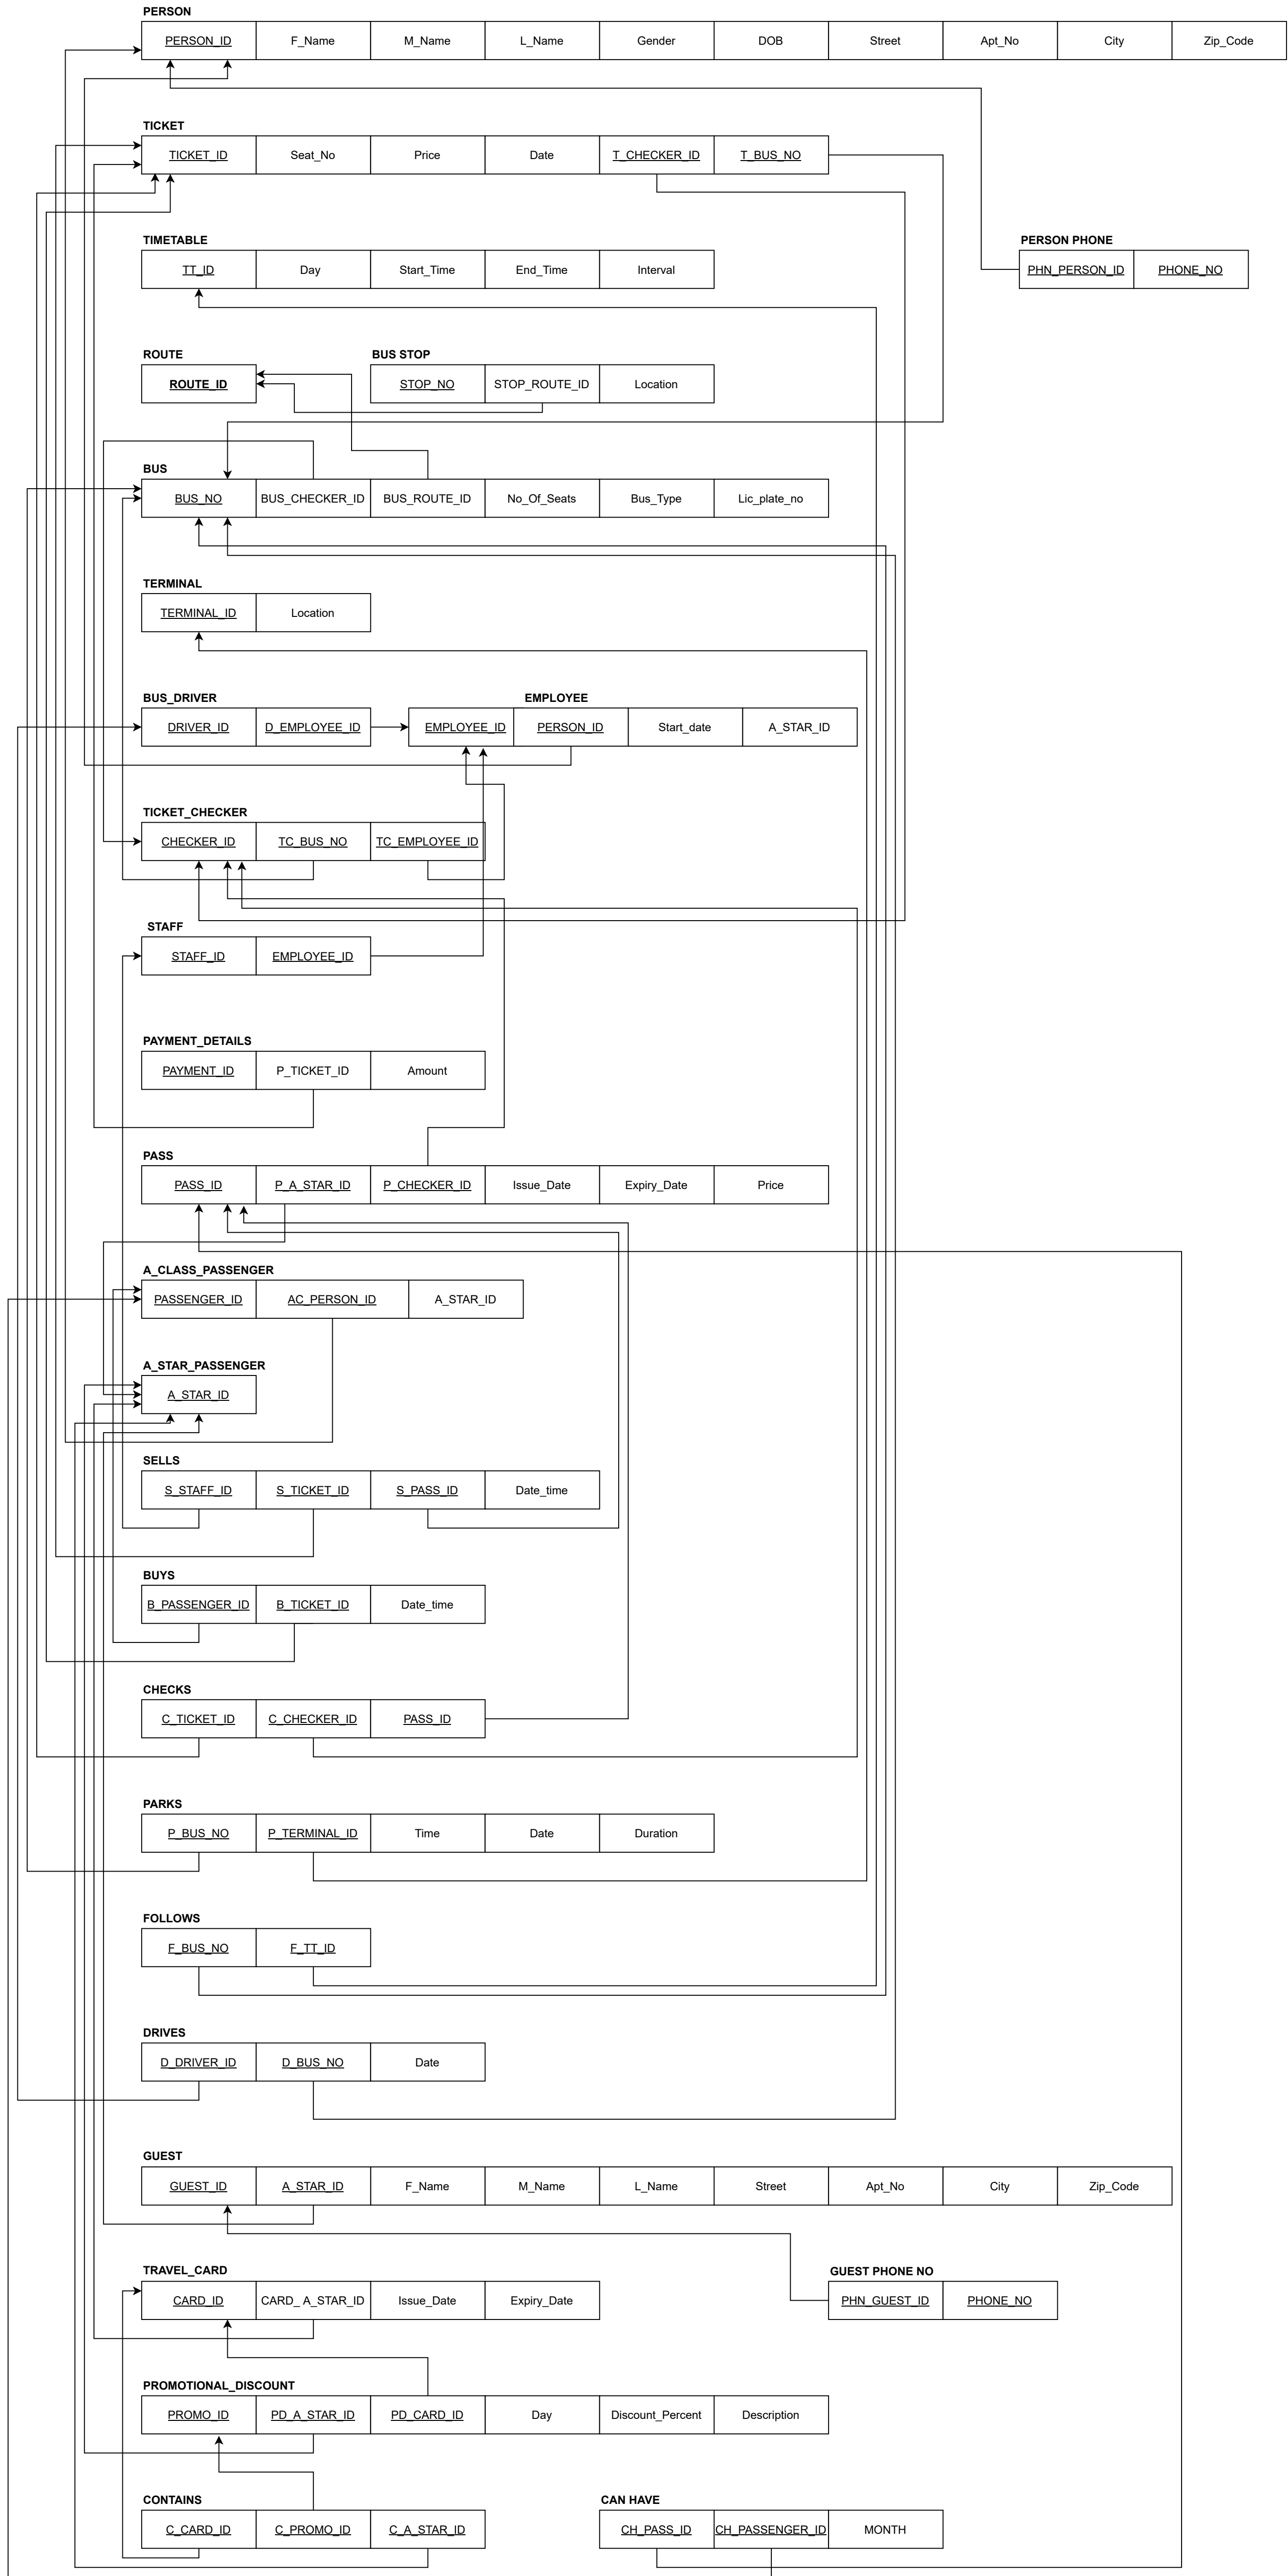 PERSON
PERSON_ID F_Name M_Name L_Name Gender DOB Street Apt_No City Zip_Code
TICKET
TICKET_ID Seat_No Price Date T_CHECKER_ID T_BUS_NO
TIMETABLE
TT_ID Day Start_Time End_Time Interval
PERSON PHONE
PHN_PERSON_ID PHONE_NO
ROUTE
ROUTE_ID
BUS STOP
STOP_NO STOP_ROUTE_ID Location
BUS
BUS_NO BUS_CHECKER_ID BUS_ROUTE_ID No_Of_Seats Bus_Type Lic_plate_no
TERMINAL
TERMINAL_ID Location
BUS_DRIVER
DRIVER_ID D_EMPLOYEE_ID
EMPLOYEE
EMPLOYEE_ID PERSON_ID Start_date A_STAR_ID
TICKET_CHECKER
CHECKER_ID TC_BUS_NO TC_EMPLOYEE_ID
STAFF
STAFF_ID EMPLOYEE_ID
PAYMENT_DETAILS
PAYMENT_ID P_TICKET_ID Amount
PASS
PASS_ID P_A_STAR_ID P_CHECKER_ID Issue_Date Expiry_Date Price
A_CLASS_PASSENGER
PASSENGER_ID AC_PERSON_ID A_STAR_ID
A_STAR_PASSENGER
A_STAR_ID
SELLS
S_STAFF_ID S_TICKET_ID S_PASS_ID Date_time
BUYS
B_PASSENGER_ID B_TICKET_ID Date_time
CHECKS
C_TICKET_ID C_CHECKER_ID PASS_ID
PARKS
P_BUS_NO P_TERMINAL_ID Time Date Duration
FOLLOWS
F_BUS_NO F_TT_ID
DRIVES
D_DRIVER_ID D_BUS_NO Date
GUEST
GUEST_ID A_STAR_ID F_Name M_Name L_Name Street Apt_No City Zip_Code
TRAVEL_CARD
CARD_ID CARD_ A_STAR_ID Issue_Date Expiry_Date
GUEST PHONE NO
PHN_GUEST_ID PHONE_NO
PROMOTIONAL_DISCOUNT
PROMO_ID PD_A_STAR_ID PD_CARD_ID Day Discount_Percent Description
CONTAINS
C_CARD_ID C_PROMO_ID C_A_STAR_ID
CAN HAVE
CH_PASS_ID CH_PASSENGER_ID MONTH